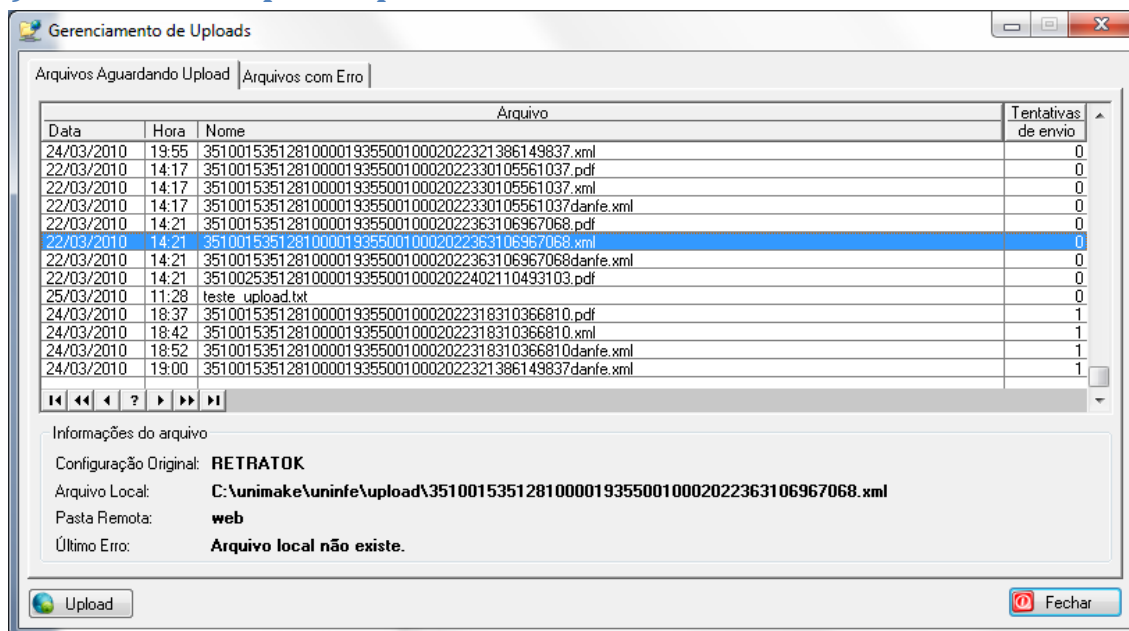 Gerenciamento de Uploads
Arquivos Aguardando Upload Arquivos com Erro
Arquivo Tentativas
Data Hora Nome de envio
24/03/2010 19:55 35100153512810000193550010002022321386149837.xml 0
22/03/2010 14:17 35100153512810000193550010002022330105561037.pdf 0
22/03/2010 14:17 35100153512810000193550010002022330105561037.xml 0
22/03/2010 14:17 35100153512810000193550010002022330105561037danfe.xml 0
22/03/2010 14:21 35100153512810000193550010002022363106967068.pdf 0
22/03/2010 14:21 35100153512810000193550010002022363106967068.xml 0
22/03/2010 14:21 35100153512810000193550010002022363106967068danfe.xml 0
22/03/2010 14:21 35100253512810000193550010002022402110493103.pdf 0
25/03/2010 11:28 teste_upload.txt 0
24/03/2010 18:37 35100153512810000193550010002022318310366810.pdf 1
24/03/2010 18:42 35100153512810000193550010002022318310366810.xml 1
24/03/2010 18:52 35100153512810000193550010002022318310366810danfe.xml 1
24/03/2010 19:00 35100153512810000193550010002022321386149837danfe.xml 1
?
Informações do arquivo
Configuração Original: RETRATOK
Arquivo Local: C:\unimake\uninfe\upload\35100153512810000193550010002022363106967068.xml
Pasta Remota: web
Último Erro: Arquivo local não existe.
Upload Fechar